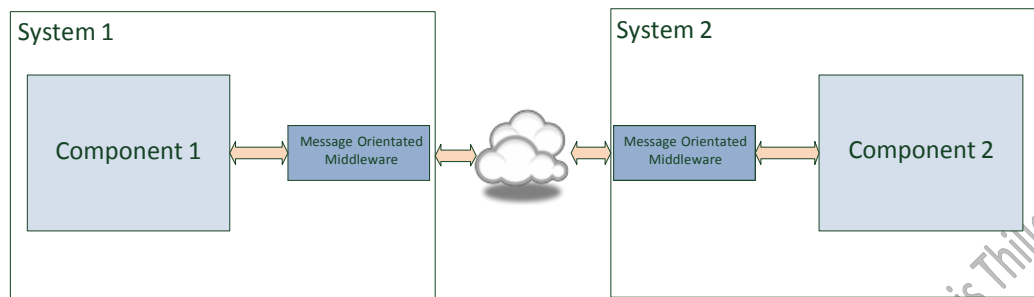 System 1
System 2
Component 1
Message Orientated
Middleware
Message Orientated
Middleware
Component 2